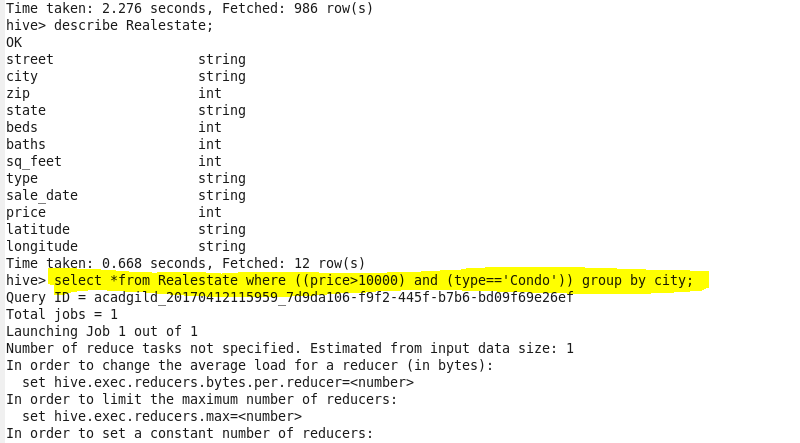 Time taken: 2.276 seconds, Fetched: 986 row(s)
hive> describe Realestate;
OK
street                  string
city                    string
zip                     int
state                   string
beds                    int
baths                   int
sq_feet                 int
type                    string
sale_date               string
price                   int
latitude                string
longitude               string
Time taken: 0.668 seconds, Fetched: 12 row(s)
hive> select *from Realestate where ((price>10000) and (type=='Condo')) group by city;
Query ID = acadgild_20170412115959_7d9da106-f9f2-445f-b7b6-bd09f69e26ef
Total jobs = 1
Launching Job 1 out of 1
Number of reduce tasks not specified. Estimated from input data size: 1
In order to change the average load for a reducer (in bytes):
  set hive.exec.reducers.bytes.per.reducer=<number>
In order to limit the maximum number of reducers:
  set hive.exec.reducers.max=<number>
In order to set a constant number of reducers: